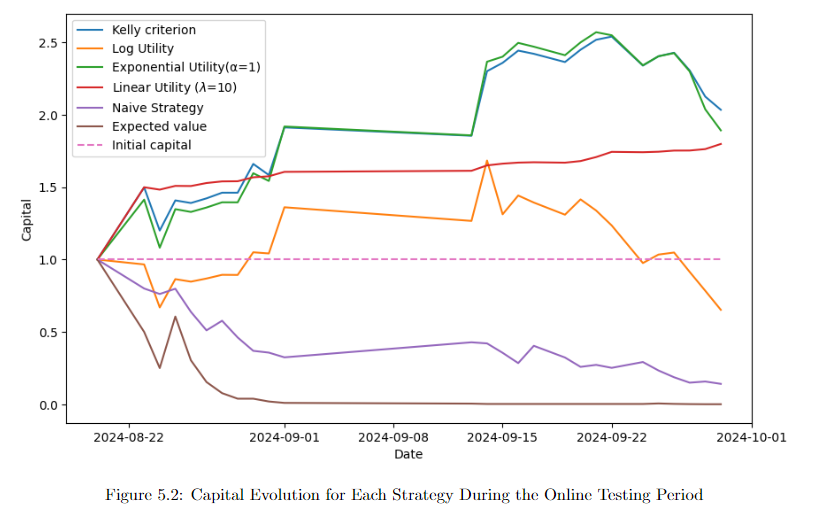 Kelly criterion
Log Utility
Exponential Utility(α=1)
Linear Utility (λ=10)
Naive Strategy
Expected value
Initial capital
2.5
2.0
1.5
1.0
0.5
0.0
Capital
2024-08-22
2024-09-01
2024-09-08
2024-09-15
2024-09-22
2024-10-01
Date
Figure 5.2: Capital Evolution for Each Strategy During the Online Testing Period